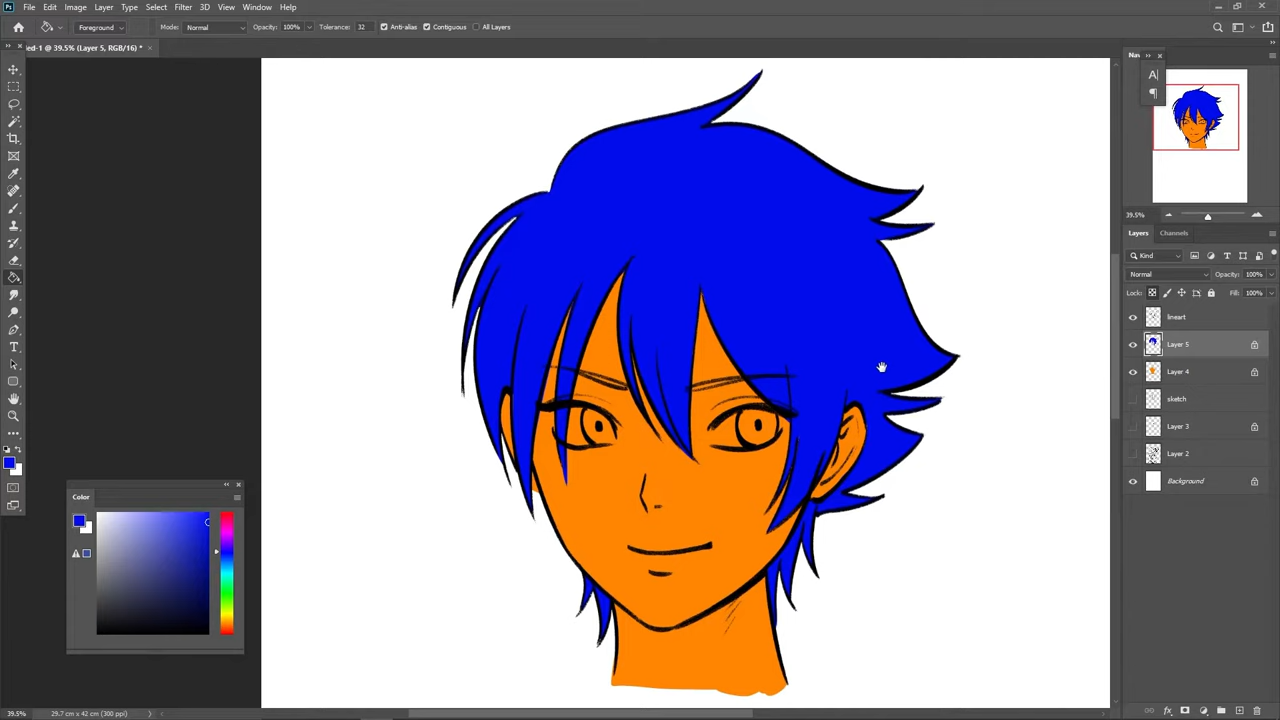 Ps File Edit Image Layer Type Select Filter 3D View Window Help
Foreground Mode: Normal Opacity: 100% Tolerance: 32 Anti-alias Contiguous All Layers
ed-1 @ 39.5% (Layer 5, RGB/16) *
Nav
A
39.5%
Layers Channels
Kind
Normal Opacity: 100%
Lock: Fill: 100%
lineart
Layer 5
Layer 4
sketch
Layer 3
Layer 2
Background
Color
39.5% 29.7 cm x 42 cm (300 ppi)